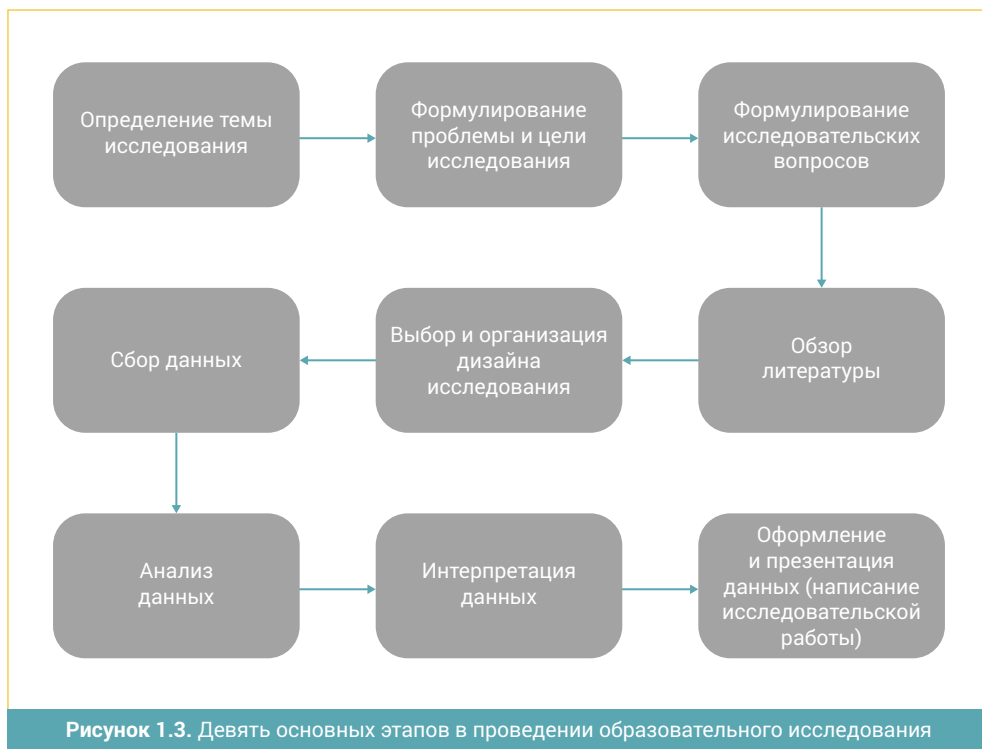 Определение темы
исследования
Формулирование
проблемы и цели
исследования
Формулирование
исследовательских
вопросов
Обзор
литературы
Выбор и организация
дизайна
исследования
Сбор данных
Анализ
данных
Интерпретация
данных
Оформление
и презентация
данных (написание
исследовательской
работы)
Рисунок 1.3. Девять основных этапов в проведении образовательного исследования